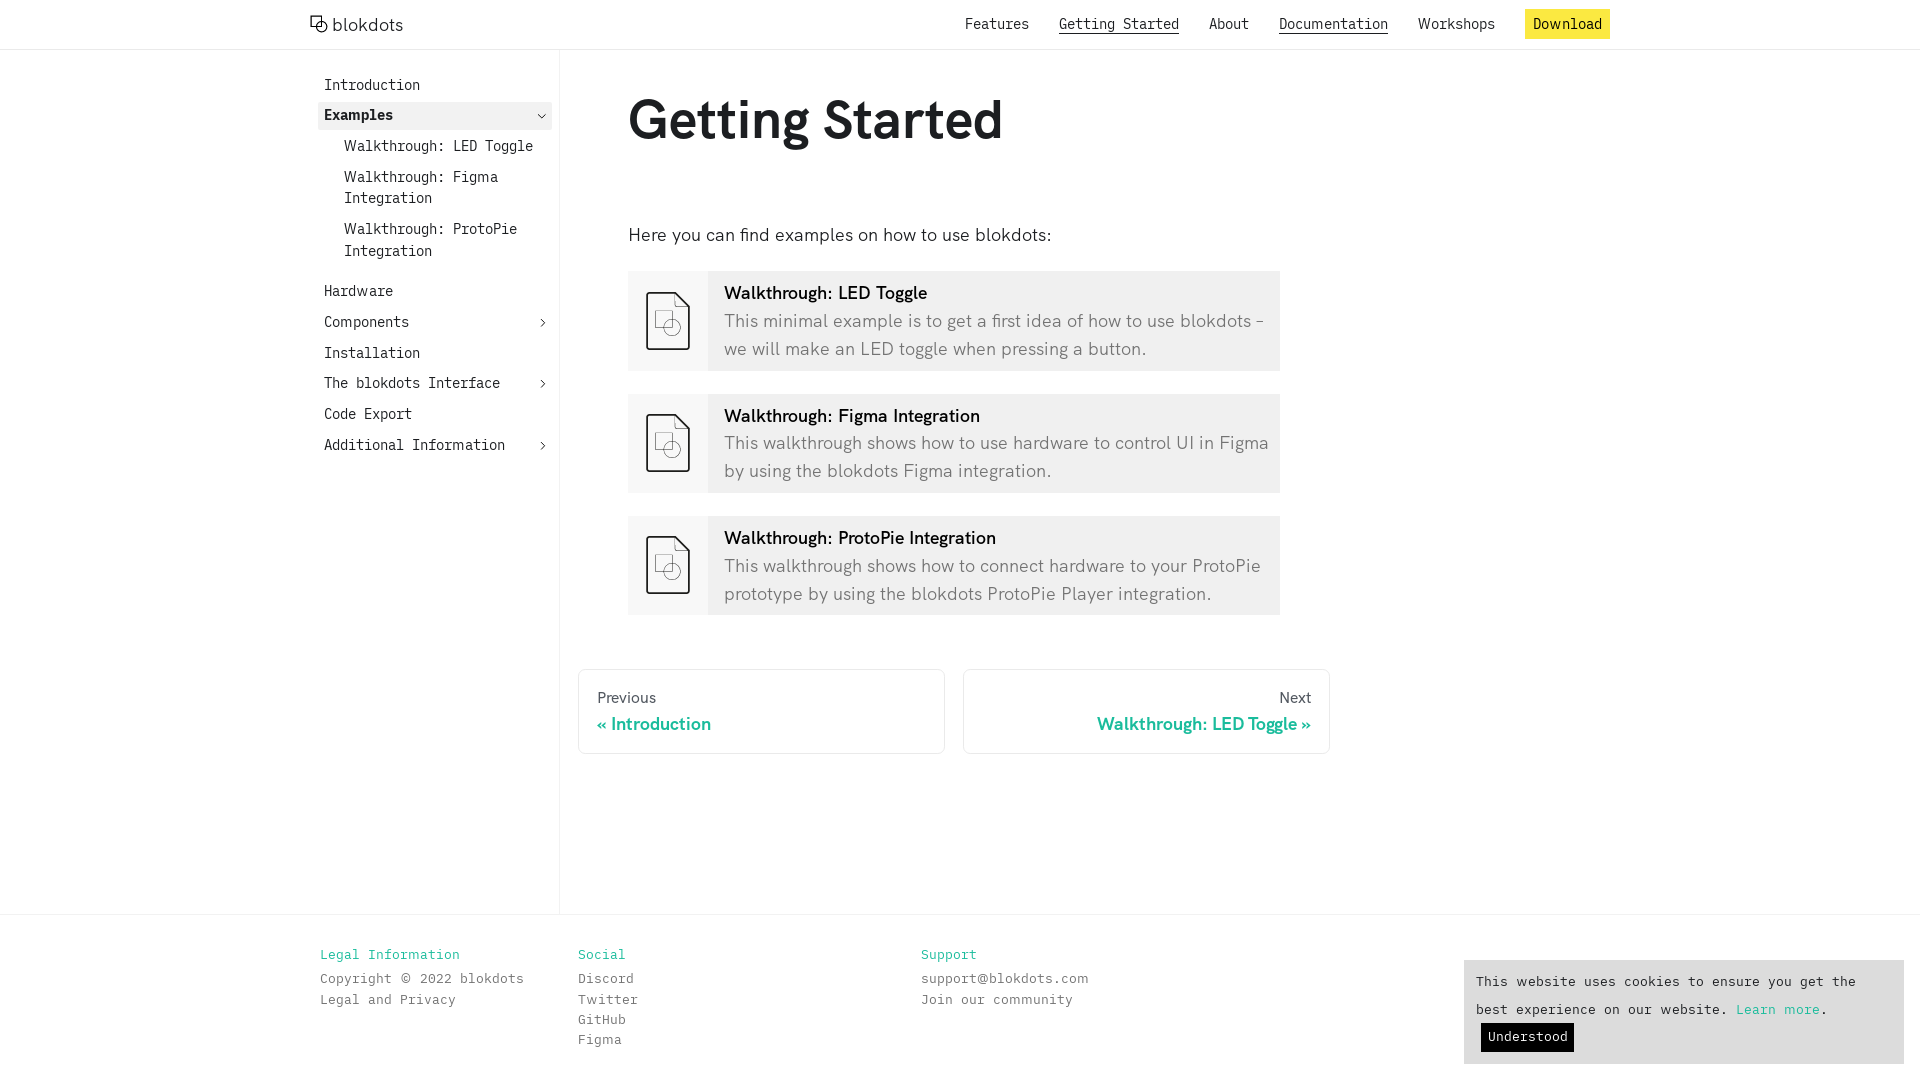 blokdots
Features
Getting Started
About
Documentation
Workshops
Download
Introduction
Examples
Walkthrough: LED Toggle
Walkthrough: Figma
Integration
Walkthrough: ProtoPie
Integration
Hardware
Components
Installation
The blokdots Interface
Code Export
Additional Information
Getting Started
Here you can find examples on how to use blokdots:
Walkthrough: LED Toggle
This minimal example is to get a first idea of how to use blokdots –
we will make an LED toggle when pressing a button.
Walkthrough: Figma Integration
This walkthrough shows how to use hardware to control UI in Figma
by using the blokdots Figma integration.
Walkthrough: ProtoPie Integration
This walkthrough shows how to connect hardware to your ProtoPie
prototype by using the blokdots ProtoPie Player integration.
Previous
« Introduction
Next
Walkthrough: LED Toggle »
Legal Information
Copyright © 2022 blokdots
Legal and Privacy
Social
Discord
Twitter
GitHub
Figma
Support
support@blokdots.com
Join our community
This website uses cookies to ensure you get the
best experience on our website. Learn more.
Understood